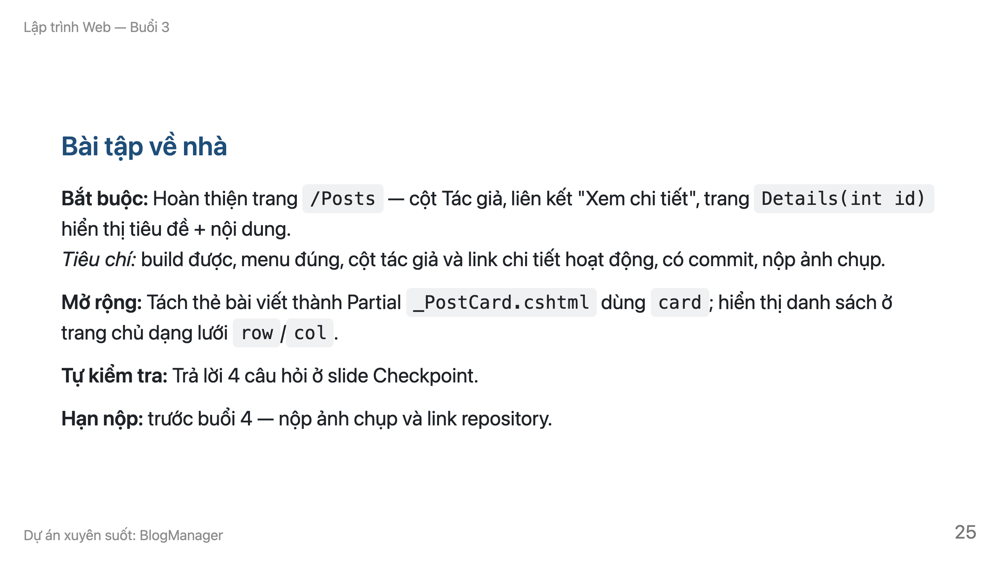 Lập trình Web — Buổi 3
Bài tập về nhà
Bắt buộc: Hoàn thiện trang /Posts — cột Tác giả, liên kết "Xem chi tiết", trang Details(int id)
hiển thị tiêu đề + nội dung.
Tiêu chí: build được, menu đúng, cột tác giả và link chi tiết hoạt động, có commit, nộp ảnh chụp.
Mở rộng: Tách thẻ bài viết thành Partial _PostCard.cshtml dùng card; hiển thị danh sách ở
trang chủ dạng lưới row/col.
Tự kiểm tra: Trả lời 4 câu hỏi ở slide Checkpoint.
Hạn nộp: trước buổi 4 — nộp ảnh chụp và link repository.
Dự án xuyên suốt: BlogManager
25